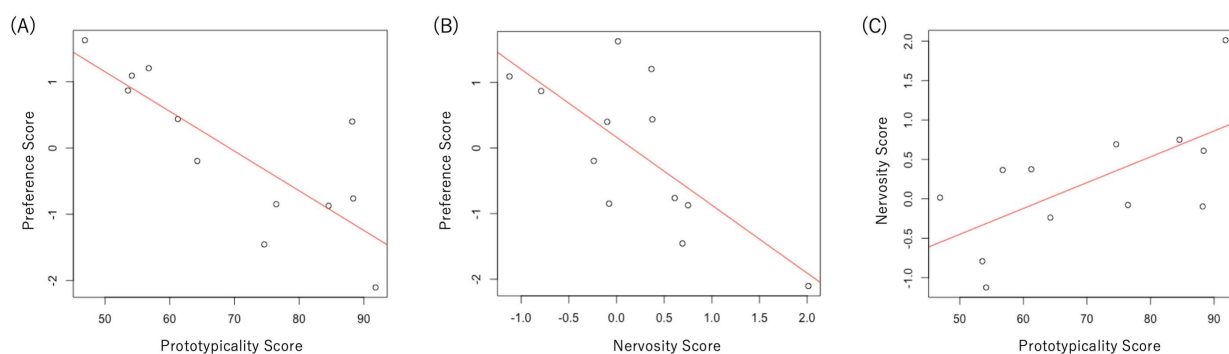 (A)
1
0
-1
-2
Preference Score
50 60 70 80 90
Prototypicality Score
(B)
1
0
-1
-2
Preference Score
-1.0 -0.5 0.0 0.5 1.0 1.5 2.0
Nervosity Score
(C)
2.0
1.5
1.0
0.5
0.0
-0.5
-1.0
Nervosity Score
50 60 70 80 90
Prototypicality Score